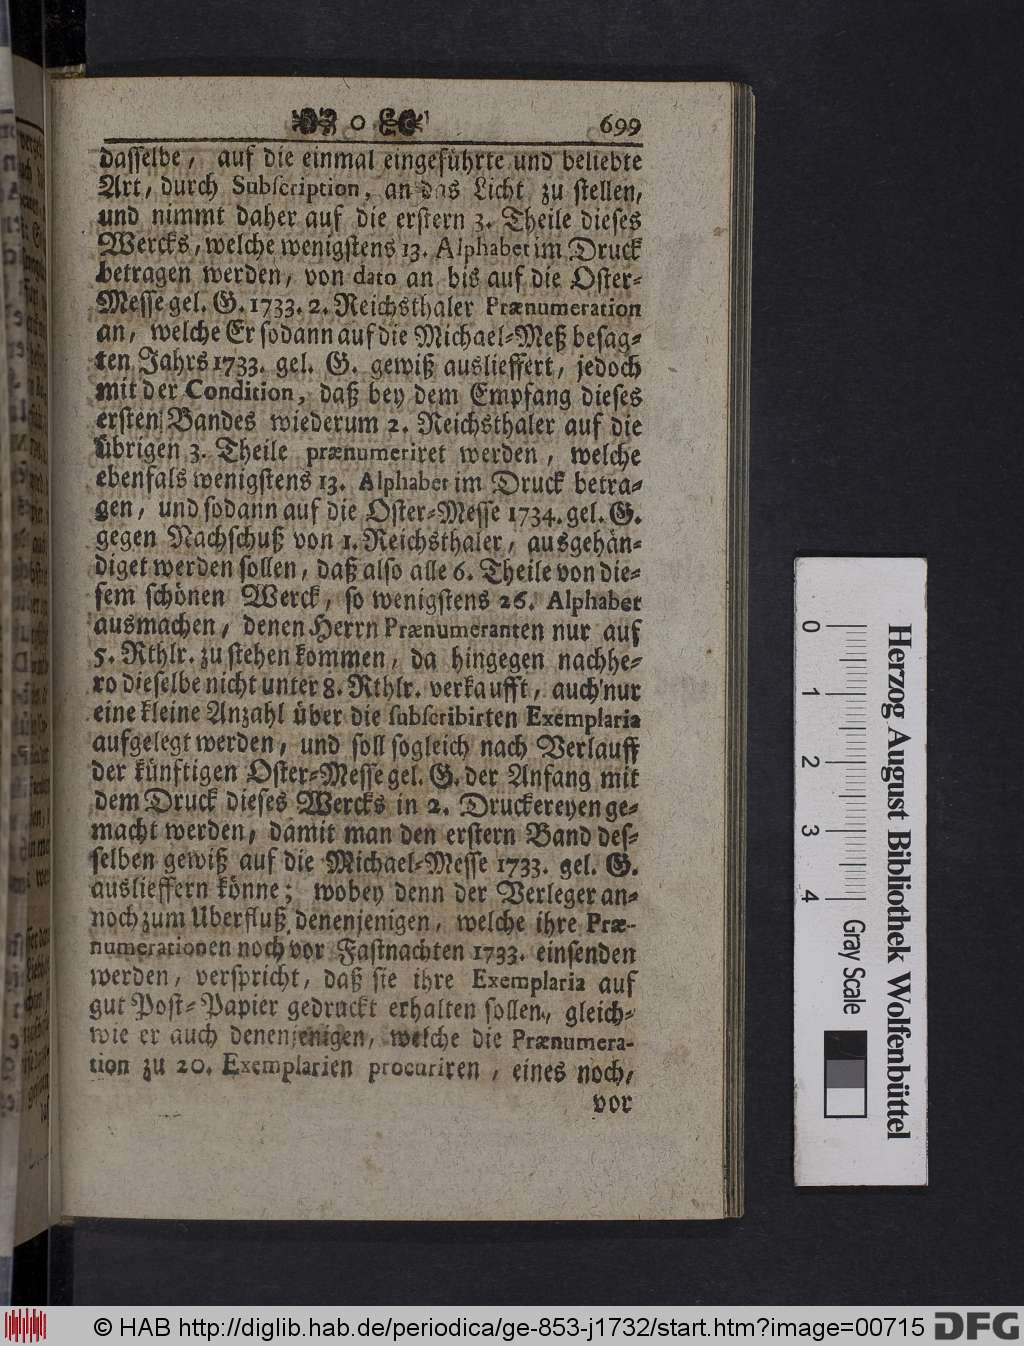 o 699
dasselbe, auf die einmal eingeführte und beliebte
Art, durch Subscription, an das Licht zu stellen,
und nimmt daher auf die erstern 3. Theile dieses
Wercks, welche wenigstens 13. Alphabet im Druck
betragen werden, von dato an bis auf die Oster-
Messe gel. G. 1733. 2. Reichsthaler Prænumeration
an, welche Er sodann auf die Michael-Meß besag-
ten Jahrs 1733. gel. G. gewiß auslieffert, jedoch
mit der Condition, daß bey dem Empfang dieses
ersten Bandes wiederum 2. Reichsthaler auf die
übrigen 3. Theile prænumeriret werden, welche
ebenfals wenigstens 13. Alphabet im Druck betra-
gen, und sodann auf die Oster-Messe 1734. gel. G.
gegen Nachschuß von 1. Reichsthaler, ausgehän-
diget werden sollen, daß also alle 6. Theile von die-
sem schönen Werck, so wenigstens 26. Alphabet
ausmachen, denen Herrn Prænumeranten nur auf
5. Rthlr. zu stehen kommen, da hingegen nachhe-
ro dieselbe nicht unter 8. Rthlr. verkaufft, auch nur
eine kleine Anzahl über die subscribirten Exemplaria
aufgelegt werden, und soll sogleich nach Verlauff
der künftigen Oster-Messe gel. G. der Anfang mit
dem Druck dieses Wercks in 2. Druckereyen ge-
macht werden, damit man den erstern Band des-
selben gewiß auf die Michael-Messe 1733. gel. G.
auslieffern könne; wobey denn der Verleger an-
noch zum Uberfluß denenjenigen, welche ihre Præ-
numerationen noch vor Fastnachten 1733. einsenden
werden, verspricht, daß sie ihre Exemplaria auf
gut Post-Papier gedruckt erhalten sollen, gleich-
wie er auch denenjenigen, welche die Prænumera-
tion zu 20. Exemplarien procuriren, eines noch,
vor
0 1 2 3 4
Gray Scale
Herzog August Bibliothek Wolfenbüttel
© HAB http://diglib.hab.de/periodica/ge-853-j1732/start.htm?image=00715 DFG